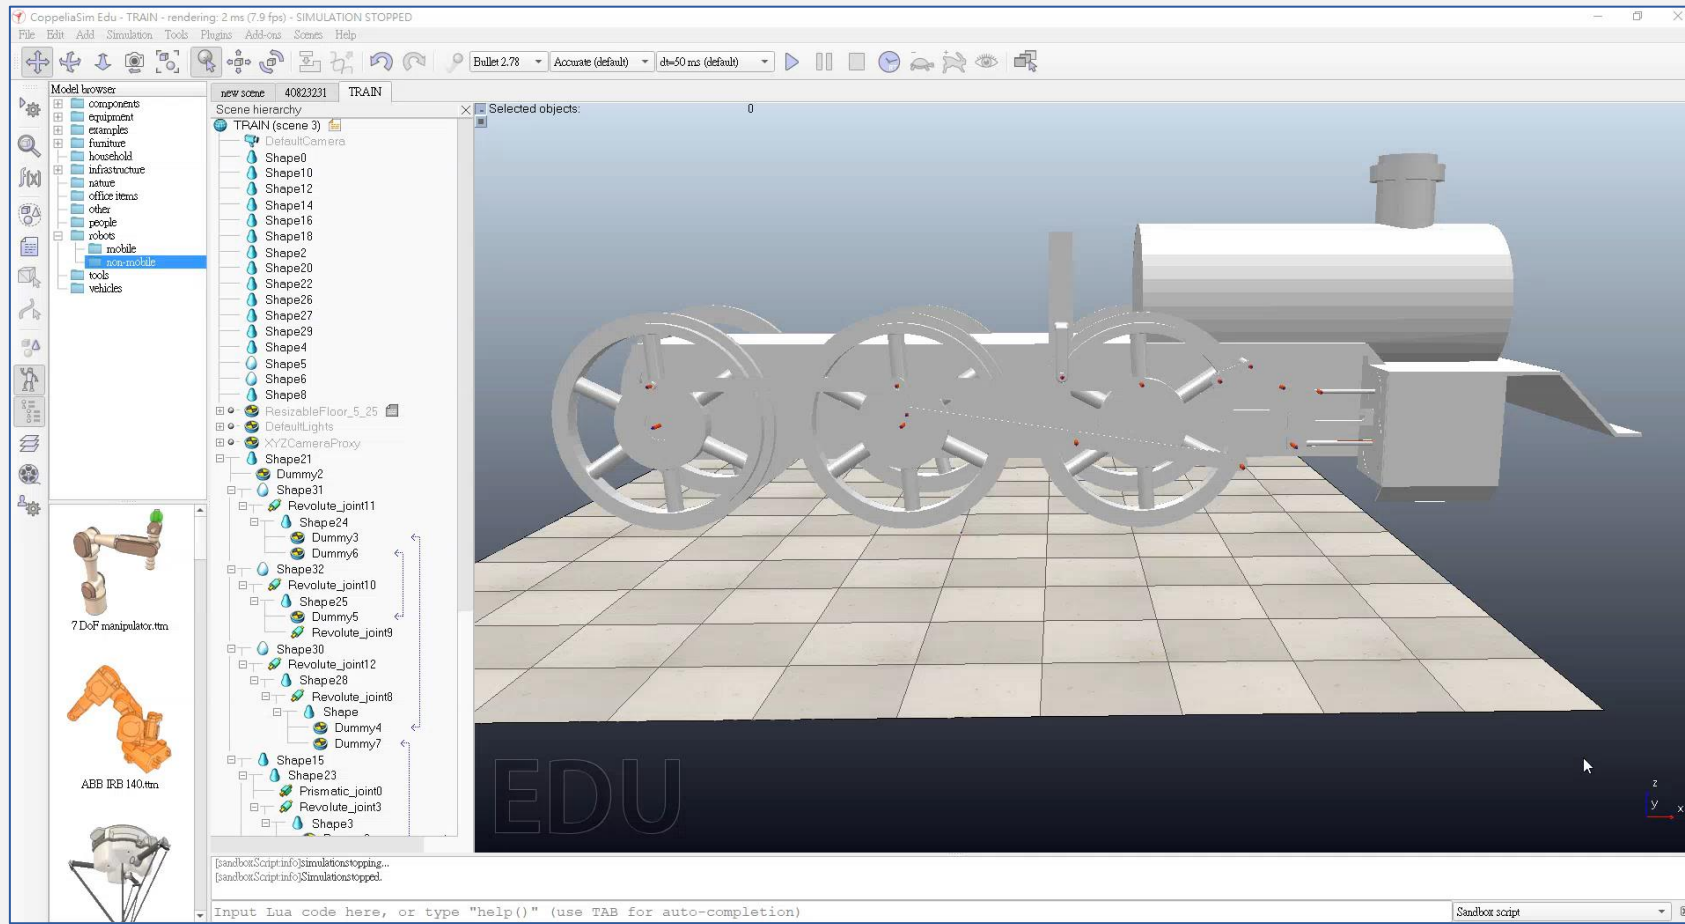 CoppeliaSim Edu - TRAIN - rendering: 2 ms (7.9 fps) - SIMULATION STOPPED
File Edit Add Simulation Tools Plugins Add-ons Scenes Help
Bullet 2.78 Accurate (default) dt=50 ms (default)
Model browser
components
equipment
examples
furniture
household
infrastructure
nature
office items
other
people
robots
mobile
non-mobile
tools
vehicles
7 DoF manipulator.ttm
ABB IRB 140.ttm
new scene 40823231 TRAIN
Scene hierarchy
TRAIN (scene 3)
DefaultCamera
Shape0
Shape10
Shape12
Shape14
Shape16
Shape18
Shape2
Shape20
Shape22
Shape26
Shape27
Shape29
Shape4
Shape5
Shape6
Shape8
ResizableFloor_5_25
DefaultLights
XYZCameraProxy
Shape21
Dummy2
Shape31
Revolute_joint11
Shape24
Dummy3
Dummy6
Shape32
Revolute_joint10
Shape25
Dummy5
Revolute_joint9
Shape30
Revolute_joint12
Shape28
Revolute_joint8
Shape
Dummy4
Dummy7
Shape15
Shape23
Prismatic_joint0
Revolute_joint3
Shape3
Selected objects: 0
EDU
z
y
x
[sandboxScript:info]simulationstopping...
[sandboxScript:info]Simulationstopped.
Input Lua code here, or type "help()" (use TAB for auto-completion)
Sandbox script